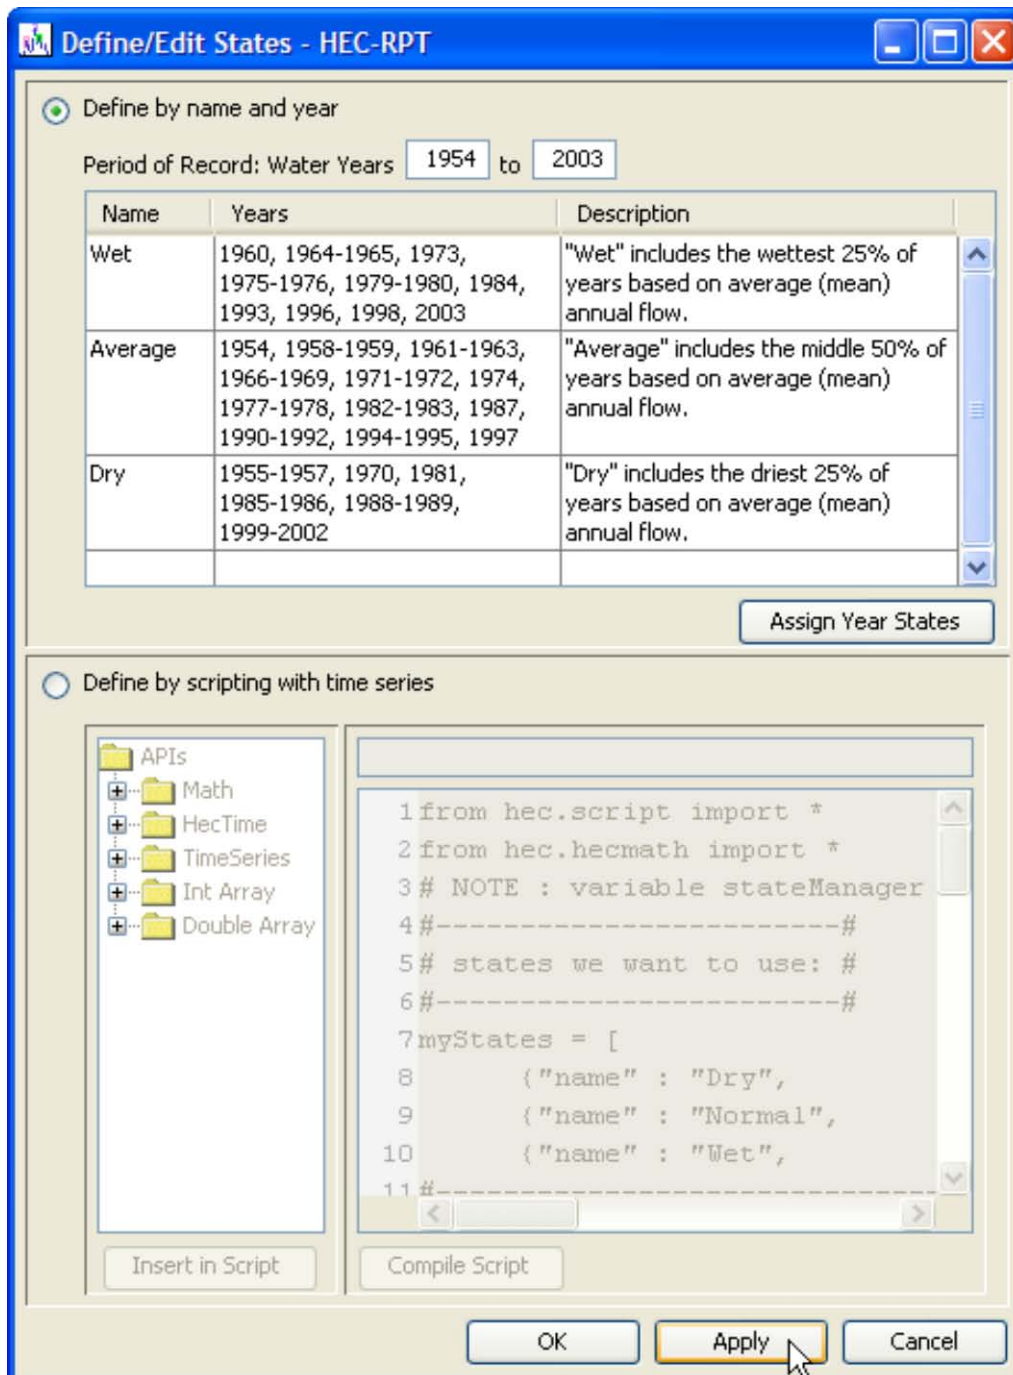 Define/Edit States - HEC-RPT
Define by name and year
Period of Record: Water Years 1954 to 2003
Name Years Description
Wet
1960, 1964-1965, 1973,
1975-1976, 1979-1980, 1984,
1993, 1996, 1998, 2003
"Wet" includes the wettest 25% of
years based on average (mean)
annual flow.
Average
1954, 1958-1959, 1961-1963,
1966-1969, 1971-1972, 1974,
1977-1978, 1982-1983, 1987,
1990-1992, 1994-1995, 1997
"Average" includes the middle 50% of
years based on average (mean)
annual flow.
Dry
1955-1957, 1970, 1981,
1985-1986, 1988-1989,
1999-2002
"Dry" includes the driest 25% of
years based on average (mean)
annual flow.
Assign Year States
Define by scripting with time series
APIs
Math
HecTime
TimeSeries
Int Array
Double Array
1 from hec.script import *
2 from hec.hecmath import *
3 # NOTE : variable stateManager
4 #------------------------#
5 # states we want to use: #
6 #------------------------#
7 myStates = [
8 {"name" : "Dry",
9 {"name" : "Normal",
10 {"name" : "Wet",
11 #------------------------------
Insert in Script
Compile Script
OK
Apply
Cancel